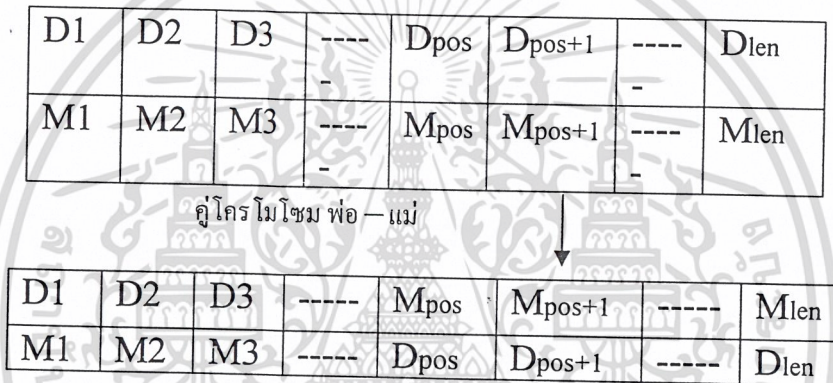 D1 D2 D3 ----- Dpos Dpos+1 ----- Dlen
M1 M2 M3 ----- Mpos Mpos+1 ----- Mlen
คู่โครโมโซม พ่อ – แม่
D1 D2 D3 ----- Mpos Mpos+1 ----- Mlen
M1 M2 M3 ----- Dpos Dpos+1 ----- Dlen